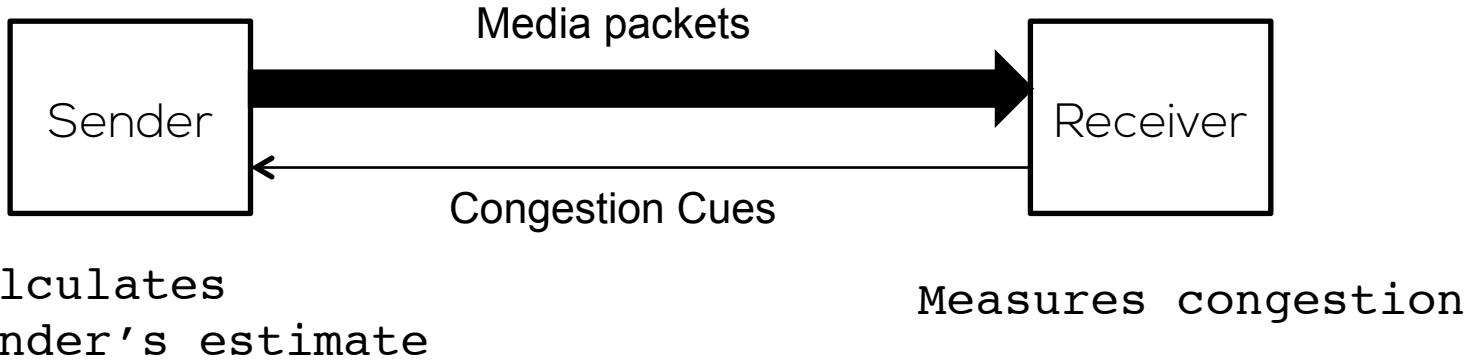 Media packets
Sender
Receiver
Congestion Cues
lculates
nder’s estimate
Measures congestion